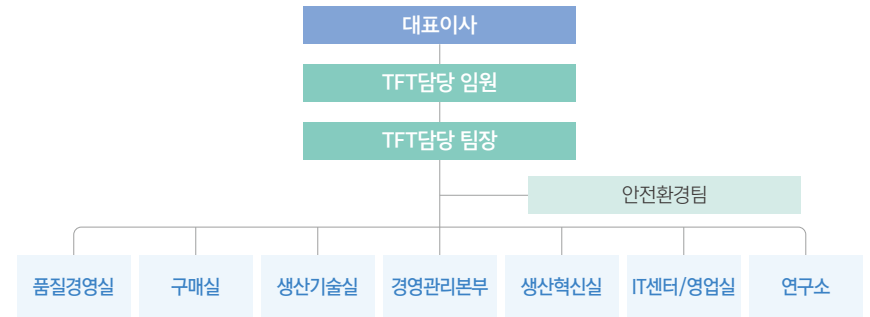 대표이사
TFT담당 임원
TFT담당 팀장
안전환경팀
품질경영실
구매실
생산기술실
경영관리본부
생산혁신실
IT센터/영업실
연구소